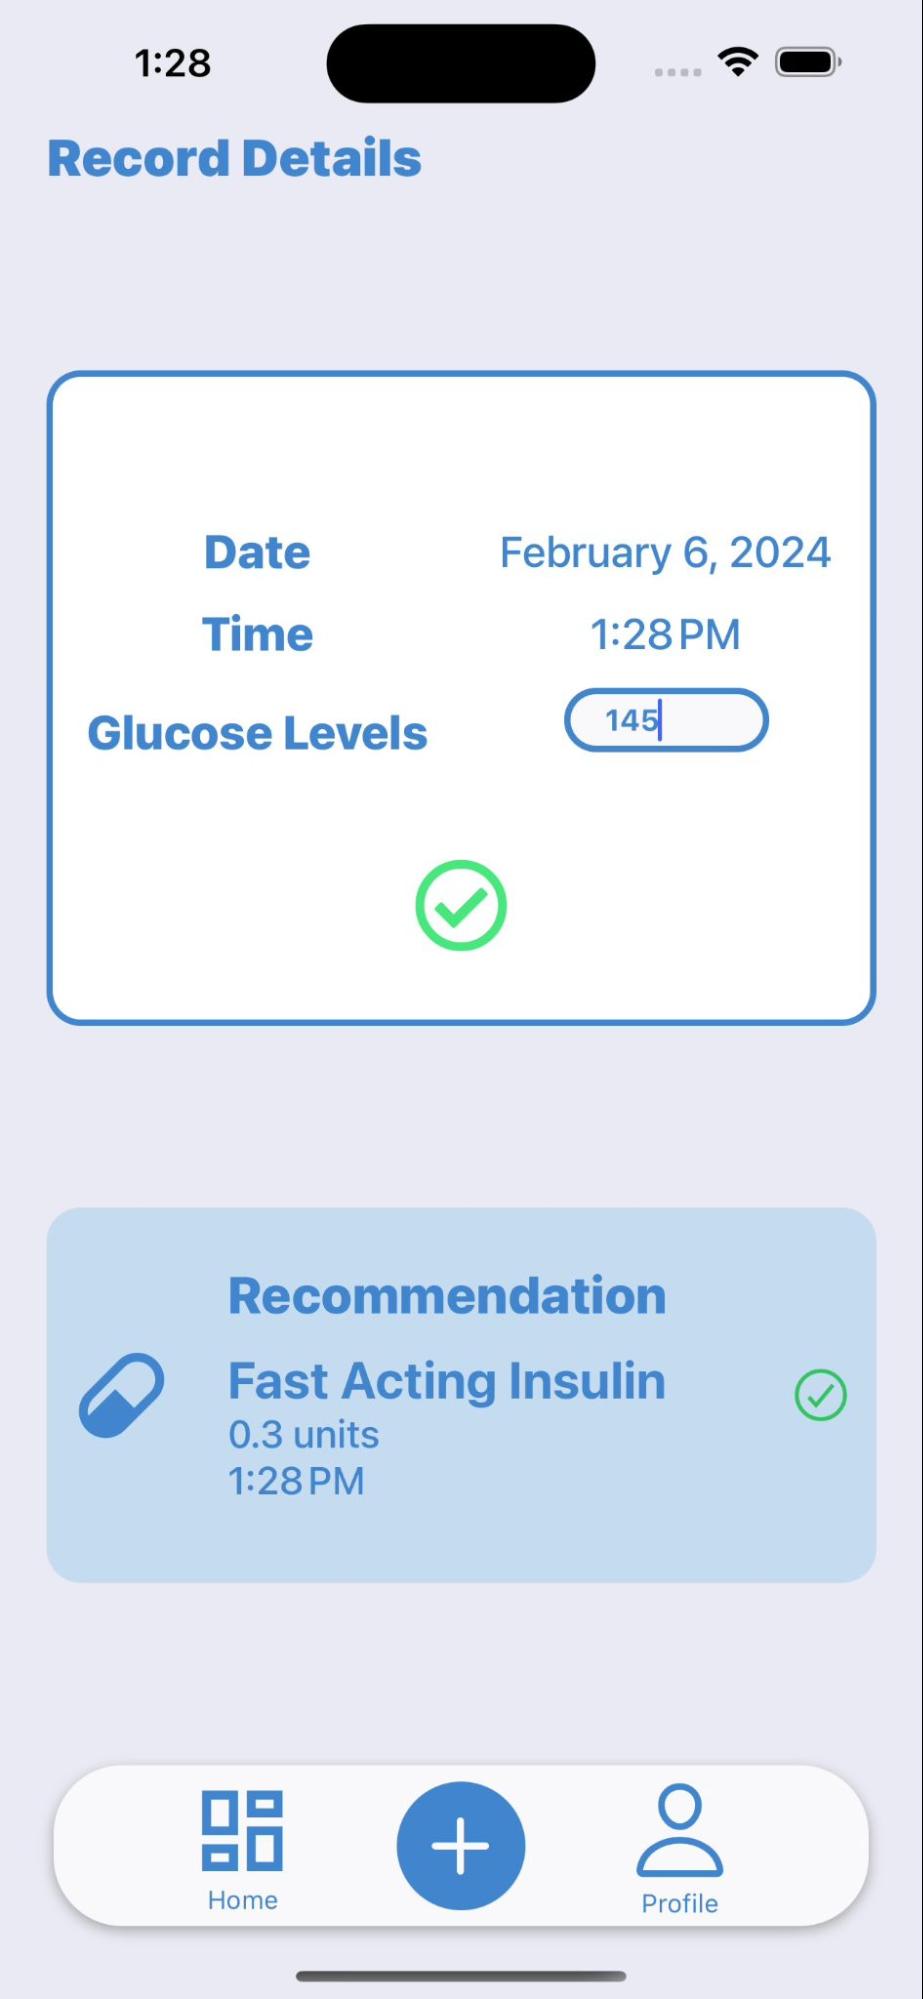 1:28
Record Details
Date February 6, 2024
Time 1:28 PM
Glucose Levels 145
Recommendation
Fast Acting Insulin
0.3 units
1:28 PM
Home Profile